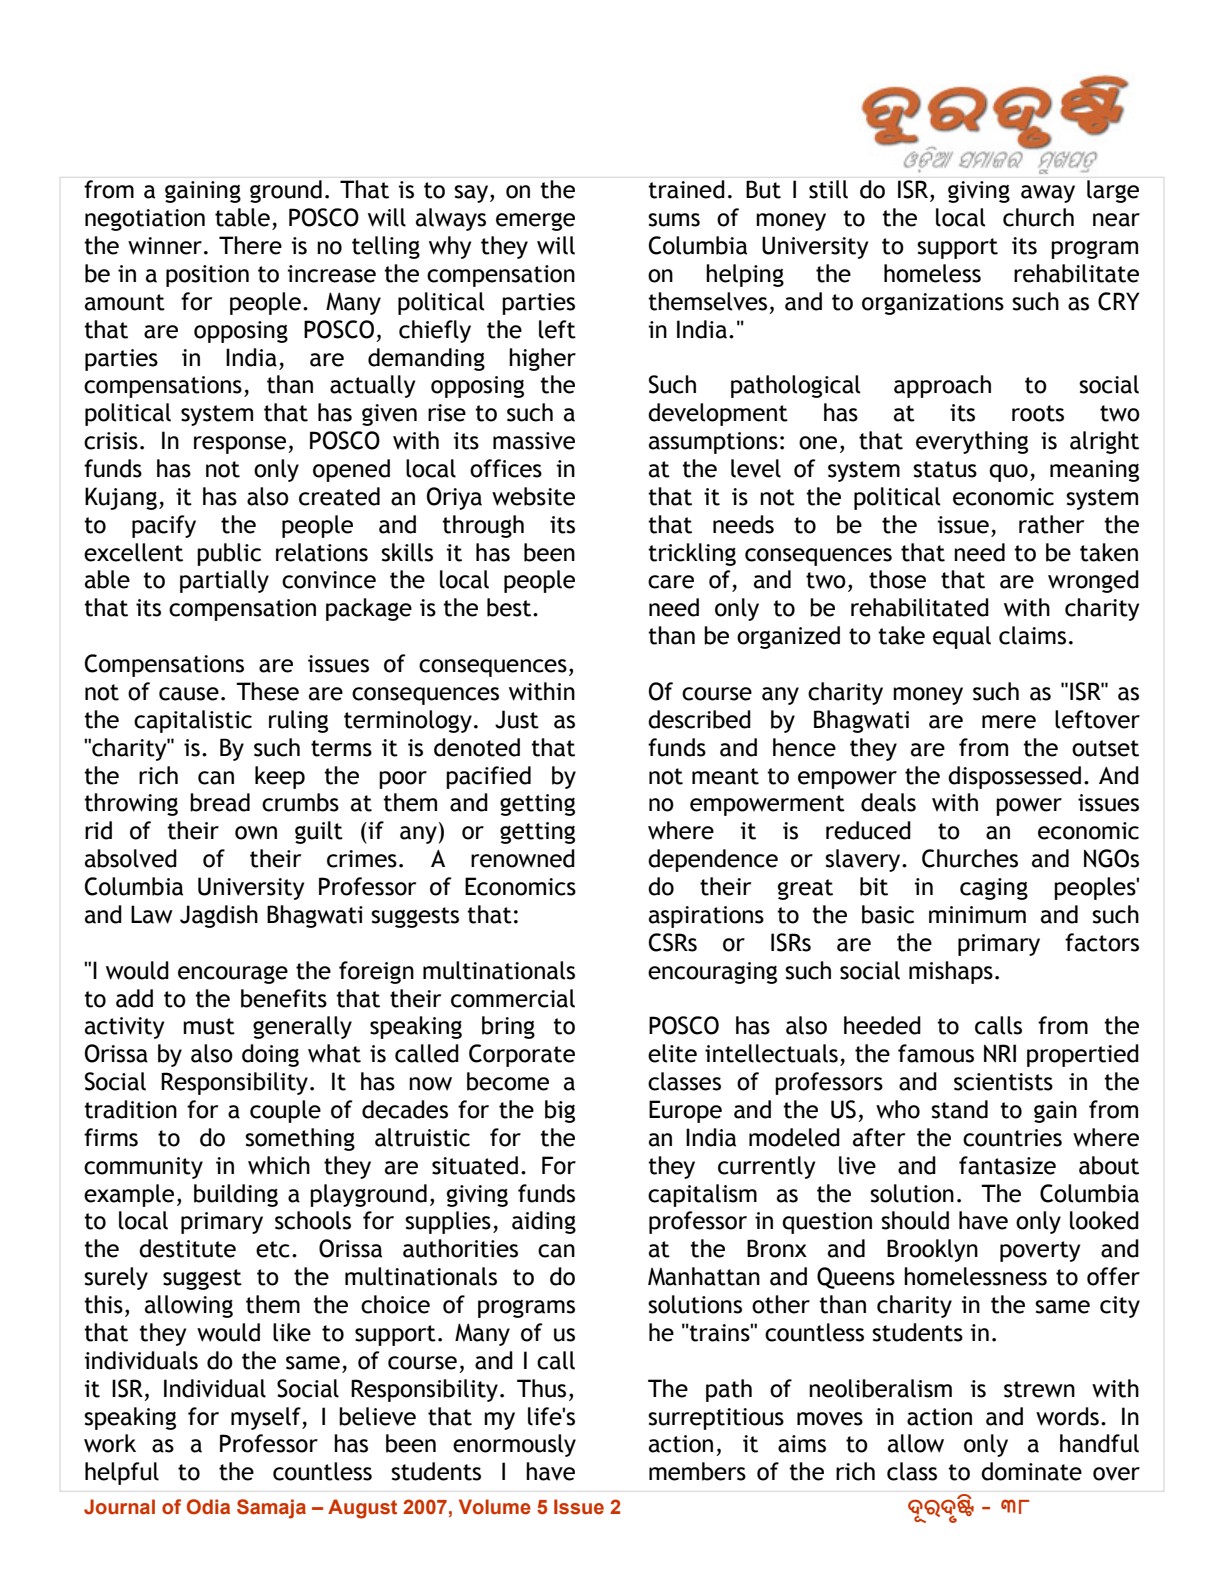 ଦୁରଦୃଷ୍ଟି
ଓଡ଼ିଆ ସମାଜର ମୁଖପତ୍ର
from a gaining ground. That is to say, on the
negotiation table, POSCO will always emerge
the winner. There is no telling why they will
be in a position to increase the compensation
amount for people. Many political parties
that are opposing POSCO, chiefly the left
parties in India, are demanding higher
compensations, than actually opposing the
political system that has given rise to such a
crisis. In response, POSCO with its massive
funds has not only opened local offices in
Kujang, it has also created an Oriya website
to pacify the people and through its
excellent public relations skills it has been
able to partially convince the local people
that its compensation package is the best.
Compensations are issues of consequences,
not of cause. These are consequences within
the capitalistic ruling terminology. Just as
"charity" is. By such terms it is denoted that
the rich can keep the poor pacified by
throwing bread crumbs at them and getting
rid of their own guilt (if any) or getting
absolved of their crimes. A renowned
Columbia University Professor of Economics
and Law Jagdish Bhagwati suggests that:
"I would encourage the foreign multinationals
to add to the benefits that their commercial
activity must generally speaking bring to
Orissa by also doing what is called Corporate
Social Responsibility. It has now become a
tradition for a couple of decades for the big
firms to do something altruistic for the
community in which they are situated. For
example, building a playground, giving funds
to local primary schools for supplies, aiding
the destitute etc. Orissa authorities can
surely suggest to the multinationals to do
this, allowing them the choice of programs
that they would like to support. Many of us
individuals do the same, of course, and I call
it ISR, Individual Social Responsibility. Thus,
speaking for myself, I believe that my life's
work as a Professor has been enormously
helpful to the countless students I have
trained. But I still do ISR, giving away large
sums of money to the local church near
Columbia University to support its program
on helping the homeless rehabilitate
themselves, and to organizations such as CRY
in India."
Such pathological approach to social
development has at its roots two
assumptions: one, that everything is alright
at the level of system status quo, meaning
that it is not the political economic system
that needs to be the issue, rather the
trickling consequences that need to be taken
care of, and two, those that are wronged
need only to be rehabilitated with charity
than be organized to take equal claims.
Of course any charity money such as "ISR" as
described by Bhagwati are mere leftover
funds and hence they are from the outset
not meant to empower the dispossessed. And
no empowerment deals with power issues
where it is reduced to an economic
dependence or slavery. Churches and NGOs
do their great bit in caging peoples'
aspirations to the basic minimum and such
CSRs or ISRs are the primary factors
encouraging such social mishaps.
POSCO has also heeded to calls from the
elite intellectuals, the famous NRI propertied
classes of professors and scientists in the
Europe and the US, who stand to gain from
an India modeled after the countries where
they currently live and fantasize about
capitalism as the solution. The Columbia
professor in question should have only looked
at the Bronx and Brooklyn poverty and
Manhattan and Queens homelessness to offer
solutions other than charity in the same city
he "trains" countless students in.
The path of neoliberalism is strewn with
surreptitious moves in action and words. In
action, it aims to allow only a handful
members of the rich class to dominate over
Journal of Odia Samaja – August 2007, Volume 5 Issue 2
ଦୂରଦୃଷ୍ଟି - ୩୮